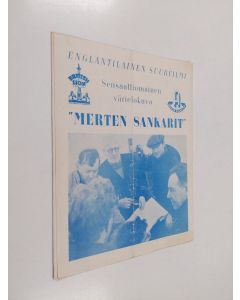 ENGLANTILAINEN SUURFILMI
Sensaatiomainen
värielokuva
"MERTEN SANKARIT"